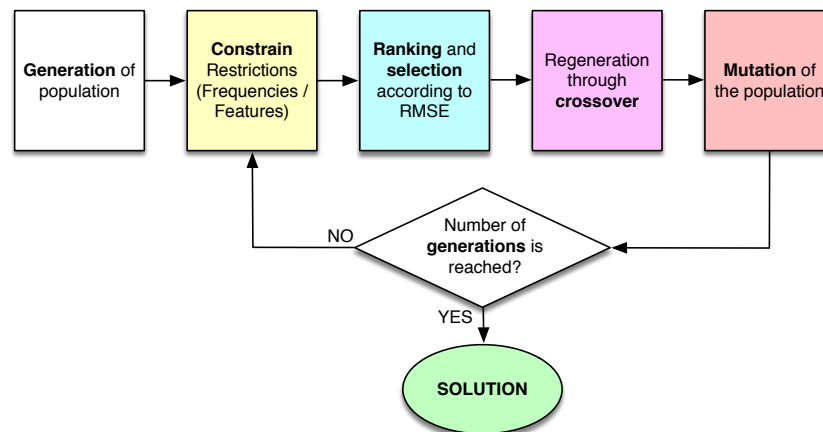 Generation of
population
Constrain
Restrictions
(Frequencies /
Features)
Ranking and
selection
according to
RMSE
Regeneration
through
crossover
Mutation of
the population
Number of
generations is
reached?
NO
YES
SOLUTION